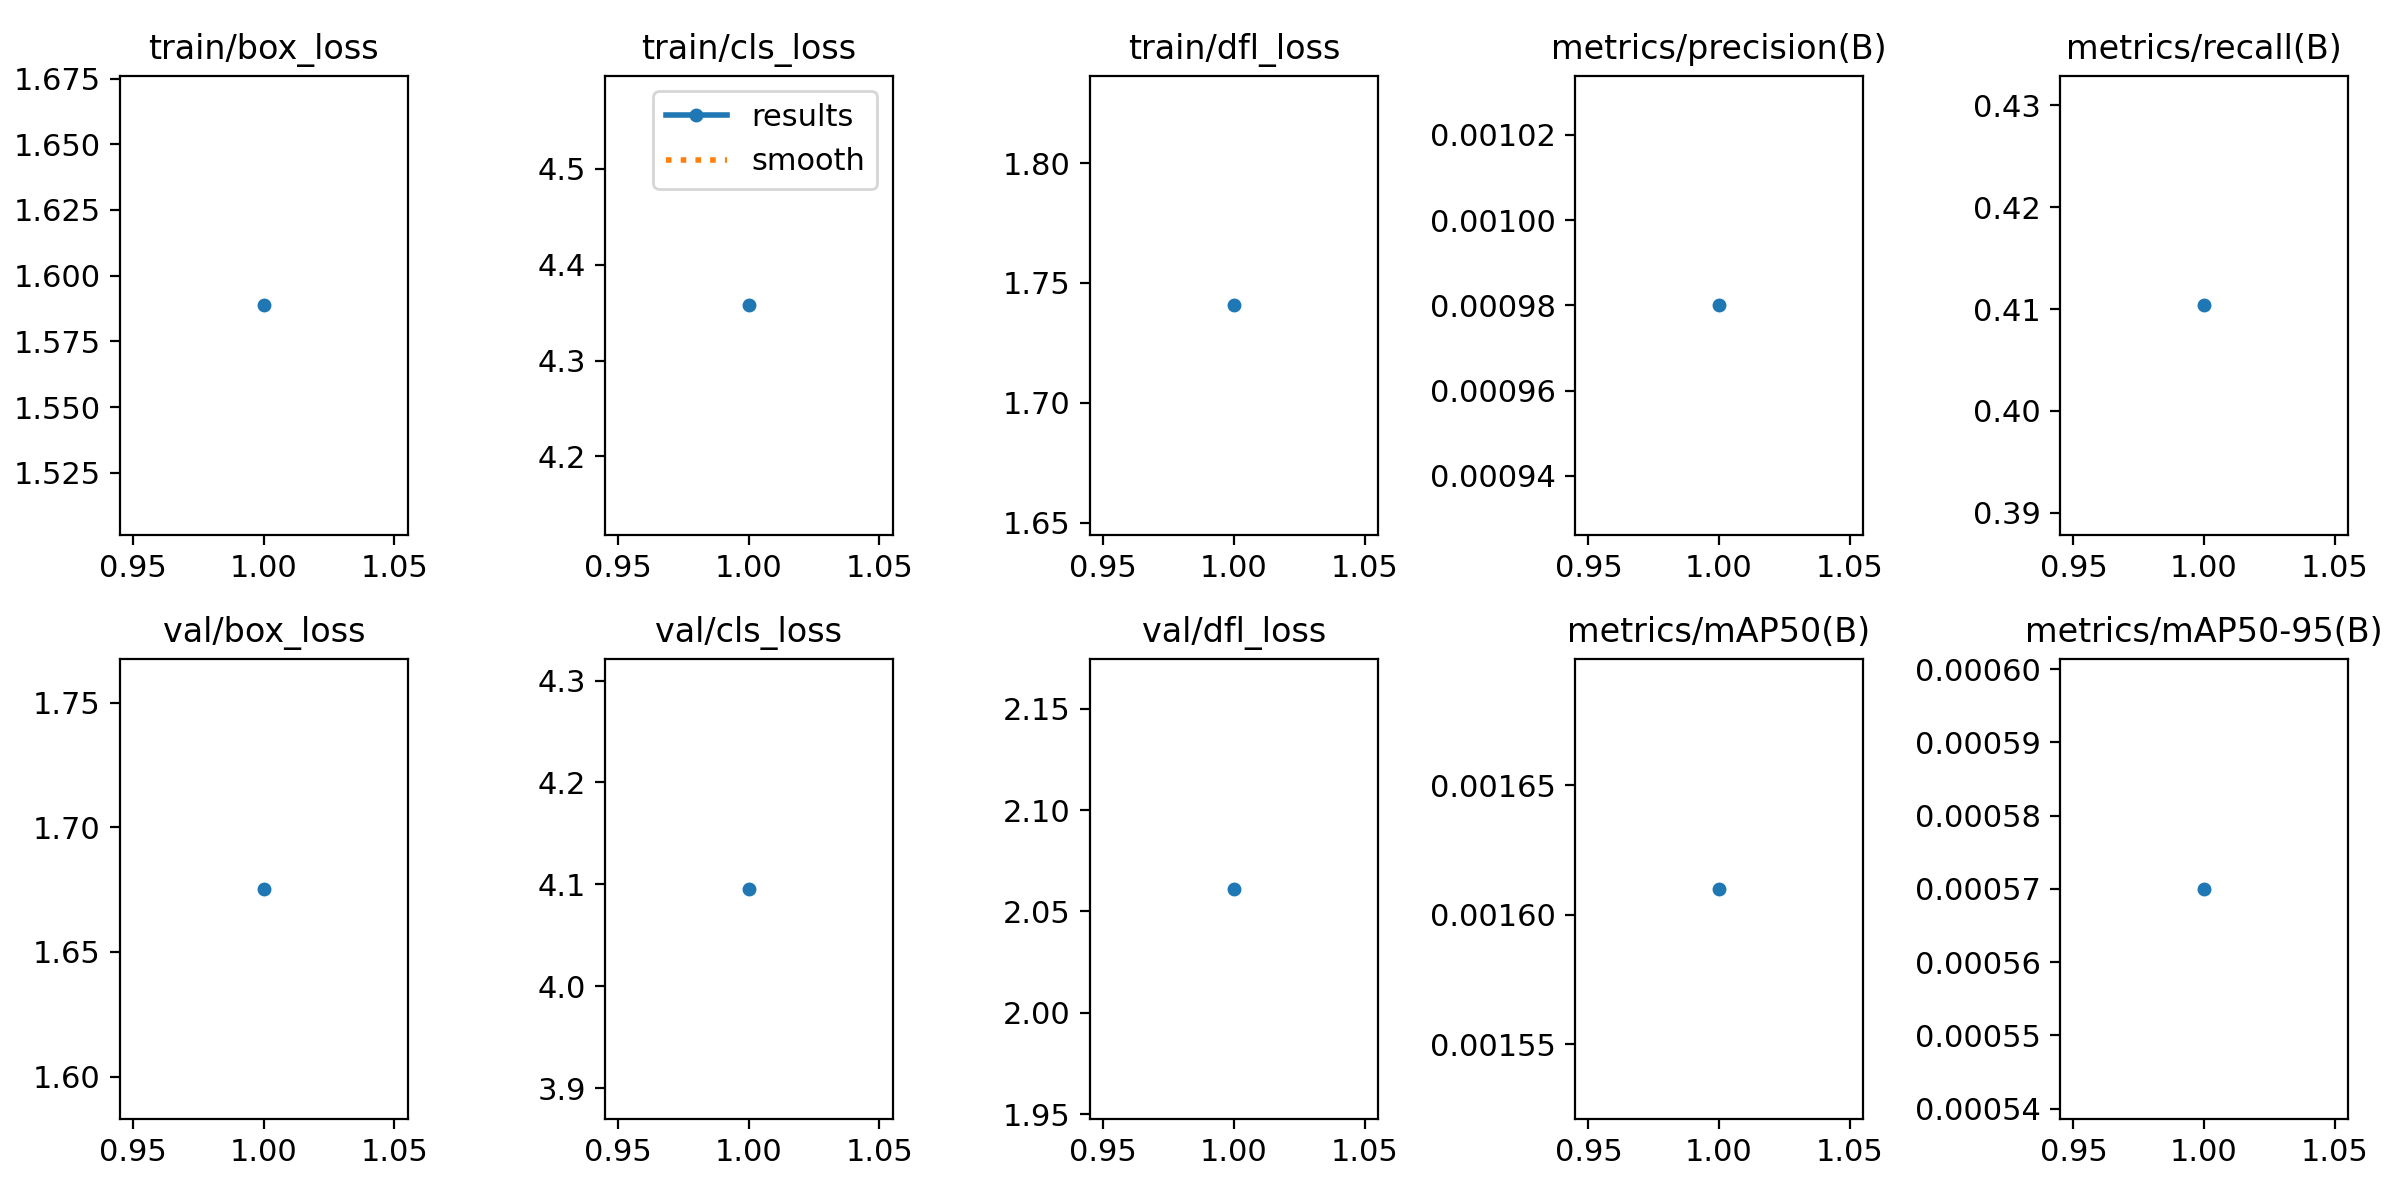 train/box_loss
1.675
1.650
1.625
1.600
1.575
1.550
1.525
0.95 1.00 1.05
train/cls_loss
results
smooth
4.5
4.4
4.3
4.2
0.95 1.00 1.05
train/dfl_loss
1.80
1.75
1.70
1.65
0.95 1.00 1.05
metrics/precision(B)
0.00102
0.00100
0.00098
0.00096
0.00094
0.95 1.00 1.05
metrics/recall(B)
0.43
0.42
0.41
0.40
0.39
0.95 1.00 1.05
val/box_loss
1.75
1.70
1.65
1.60
0.95 1.00 1.05
val/cls_loss
4.3
4.2
4.1
4.0
3.9
0.95 1.00 1.05
val/dfl_loss
2.15
2.10
2.05
2.00
1.95
0.95 1.00 1.05
metrics/mAP50(B)
0.00165
0.00160
0.00155
0.95 1.00 1.05
metrics/mAP50-95(B)
0.00060
0.00059
0.00058
0.00057
0.00056
0.00055
0.00054
0.95 1.00 1.05